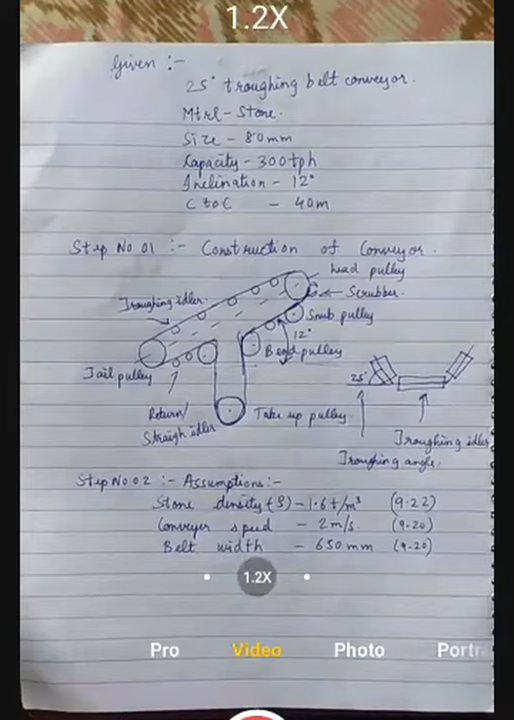 1.2X
Given :-
25° troughing belt conveyor.
Mtrl - Stone.
Size - 80mm
Capacity - 300tph
Inclination - 12°
C to C - 40m
Step No 01 :- Construction of Conveyor.
head pulley
Troughing idler.
Scrubber.
Snub pulley
12°
Bend pulley
Tail pulley
25°
Return/
Straigh idler
Take up pulley.
Troughing idler
Troughing angle.
Step No 02 :- Assumptions:-
Stone density (S) - 1.6 t/m³ (9.22)
Conveyer speed - 2m/s. (9.20)
Belt width - 650 mm (9.20)
1.2X
Pro Video Photo Portr